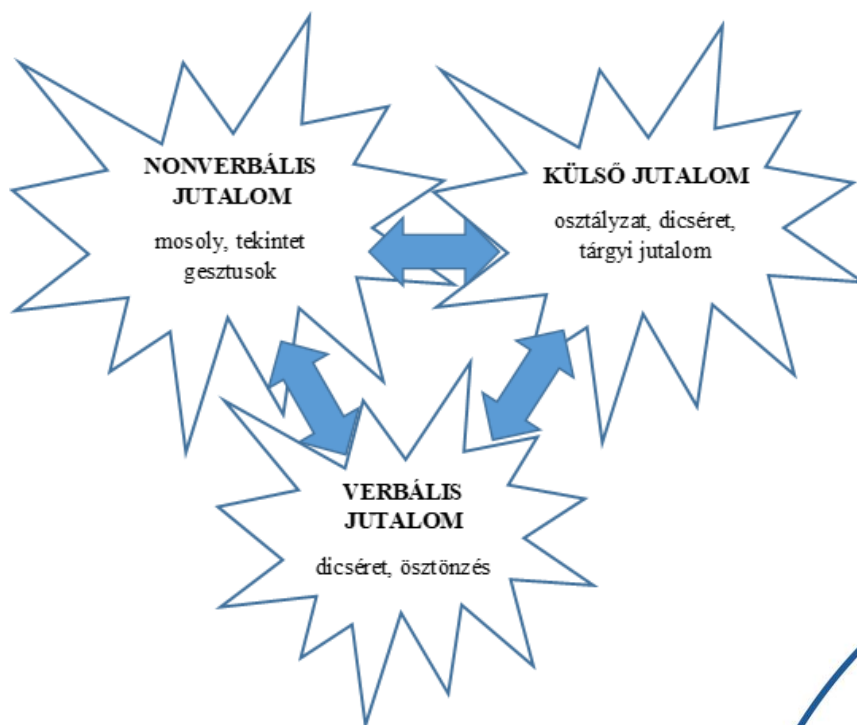 NONVERBÁLIS
JUTALOM
mosoly, tekintet
gesztusok
KÜLSŐ JUTALOM
osztályzat, dicséret,
tárgyi jutalom
VERBÁLIS
JUTALOM
dicséret, ösztönzés